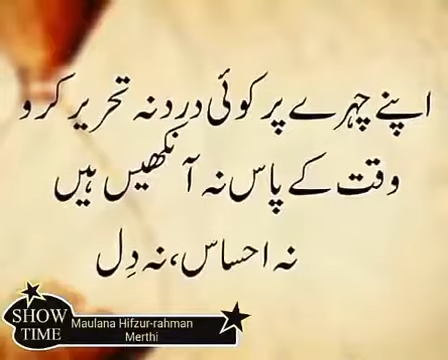 اپنے چہرے پر کوئی درد نہ تحریر کرو
وقت کے پاس نہ آنکھیں ہیں
نہ احساس، نہ دِل
SHOW
TIME
Maulana Hifzur-rahman
Merthi